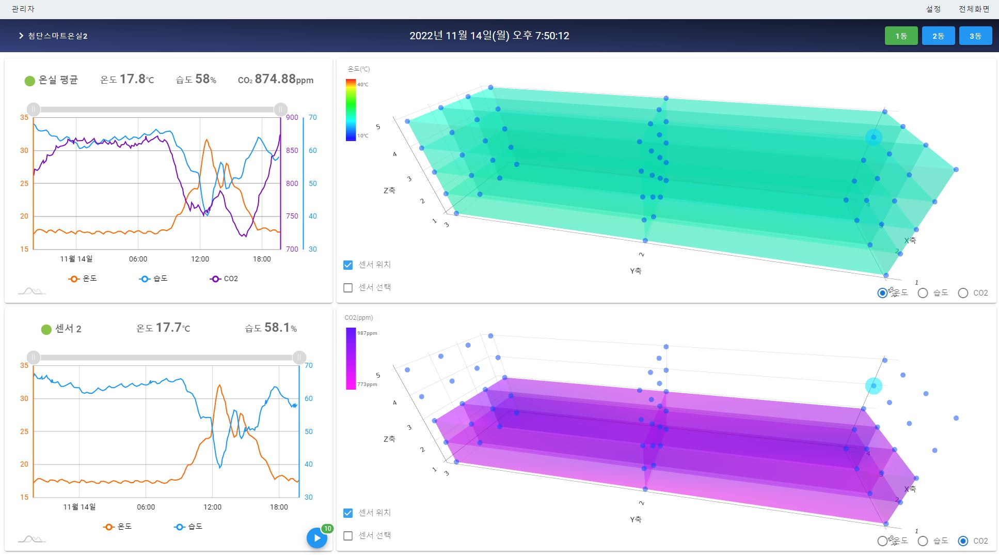 관리자
설정 전체화면
첨단스마트온실2
2022년 11월 14일(월) 오후 7:50:12
1동 2동 3동
온실 평균 온도 17.8℃ 습도 58% CO₂ 874.88ppm
35 900 70
30 850 60
25 800 50
20 750 40
15 700 30
11월 14일 06:00 12:00 18:00
온도 습도 CO2
온도(℃)
40℃
10℃
5
4
3
2
1
Z축
3
2
Y축
4
3
2
1
X축
입구
센서 위치
센서 선택
온도 습도 CO2
센서 2 온도 17.7℃ 습도 58.1%
35 70
30 60
25 50
20 40
15 30
11월 14일 06:00 12:00 18:00
온도 습도
10
CO2(ppm)
987ppm
773ppm
5
4
3
2
1
Z축
3
2
Y축
4
3
2
1
X축
입구
센서 위치
센서 선택
온도 습도 CO2